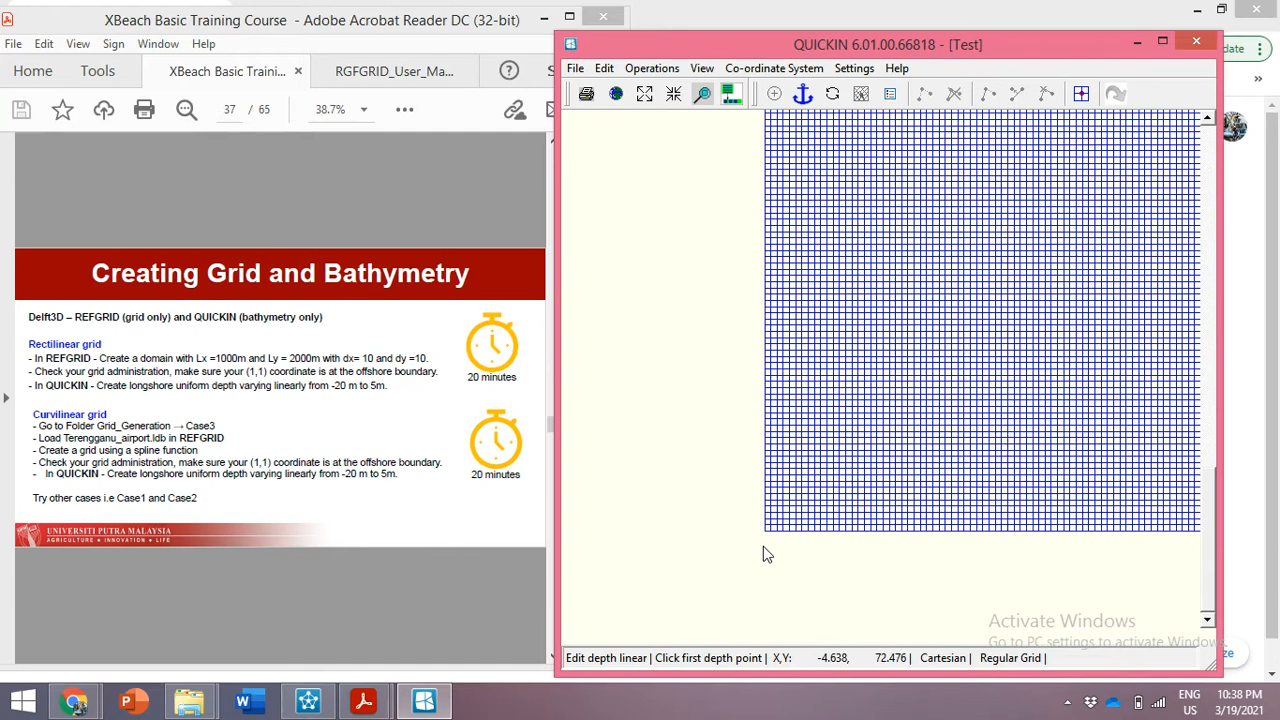 XBeach Basic Training Course - Adobe Acrobat Reader DC (32-bit)
File Edit View Sign Window Help
Home Tools XBeach Basic Traini... × RGFGRID_User_Ma...
37 / 65 38.7%
Creating Grid and Bathymetry
Delft3D – REFGRID (grid only) and QUICKIN (bathymetry only)
Rectilinear grid
- In REFGRID - Create a domain with Lx =1000m and Ly = 2000m with dx= 10 and dy =10.
- Check your grid administration, make sure your (1,1) coordinate is at the offshore boundary.
- In QUICKIN - Create longshore uniform depth varying linearly from -20 m to 5m.
20 minutes
Curvilinear grid
- Go to Folder Grid_Generation → Case3
- Load Terengganu_airport.ldb in REFGRID
- Create a grid using a spline function
- Check your grid administration, make sure your (1,1) coordinate is at the offshore boundary.
- In QUICKIN - Create longshore uniform depth varying linearly from -20 m to 5m.
20 minutes
Try other cases i.e Case1 and Case2
UNIVERSITI PUTRA MALAYSIA
AGRICULTURE • INNOVATION • LIFE
QUICKIN 6.01.00.66818 - [Test]
File Edit Operations View Co-ordinate System Settings Help
Activate Windows
Go to PC settings to activate Windows.
Edit depth linear | Click first depth point | X,Y: -4.638, 72.476 | Cartesian | Regular Grid |
date
ze
ENG
US
10:38 PM
3/19/2021